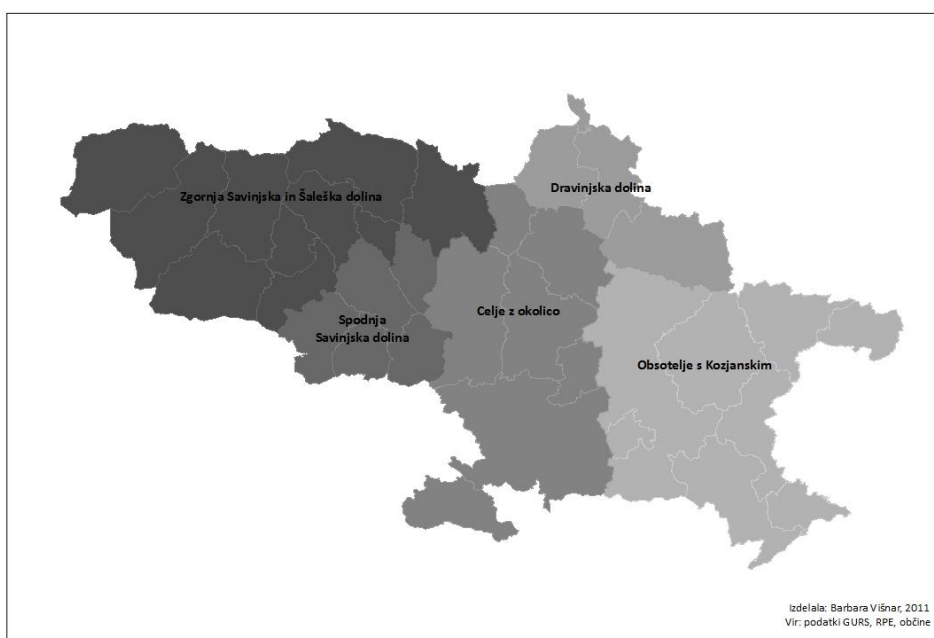 Dravinjska dolina
Zgornja Savinjska in Šaleška dolina
Celje z okolico
Spodnja
Savinjska dolina
Obsotelje s Kozjanskim
Izdelala: Barbara Višnar, 2011
Vir: podatki GURS, RPE, občine